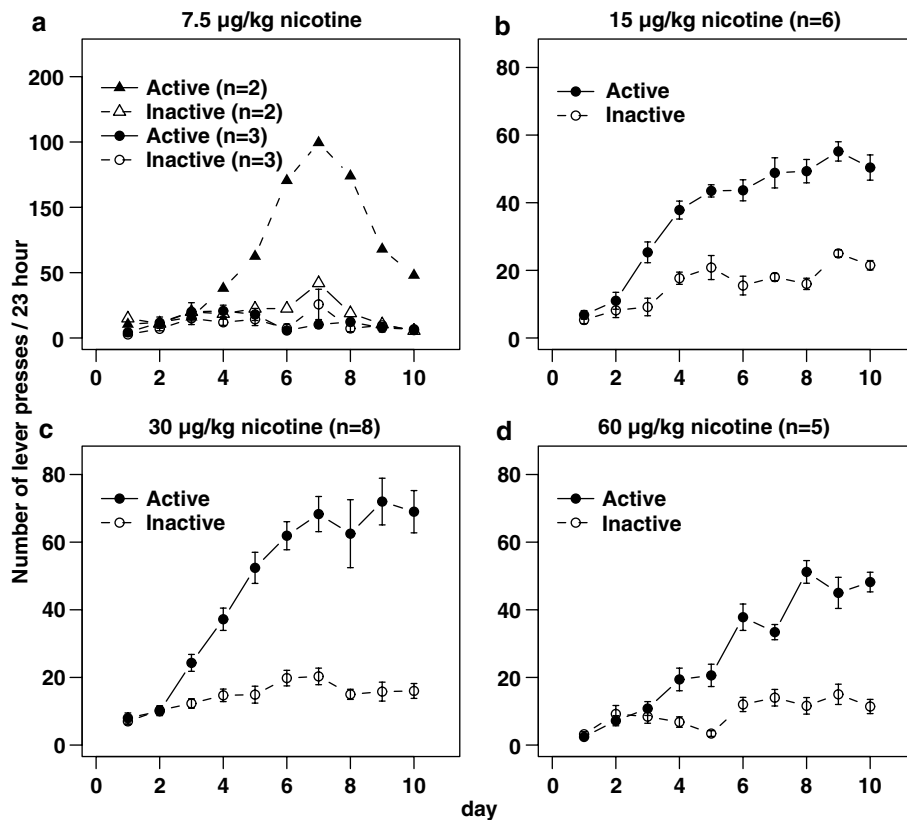 a 7.5 µg/kg nicotine
200
100
150
50
0
Active (n=2)
Inactive (n=2)
Active (n=3)
Inactive (n=3)
0 2 4 6 8 10
b 15 µg/kg nicotine (n=6)
80
60
40
20
0
Active
Inactive
0 2 4 6 8 10
c 30 µg/kg nicotine (n=8)
80
60
40
20
0
Active
Inactive
0 2 4 6 8 10
d 60 µg/kg nicotine (n=5)
80
60
40
20
0
Active
Inactive
0 2 4 6 8 10
Number of lever presses / 23 hour
day